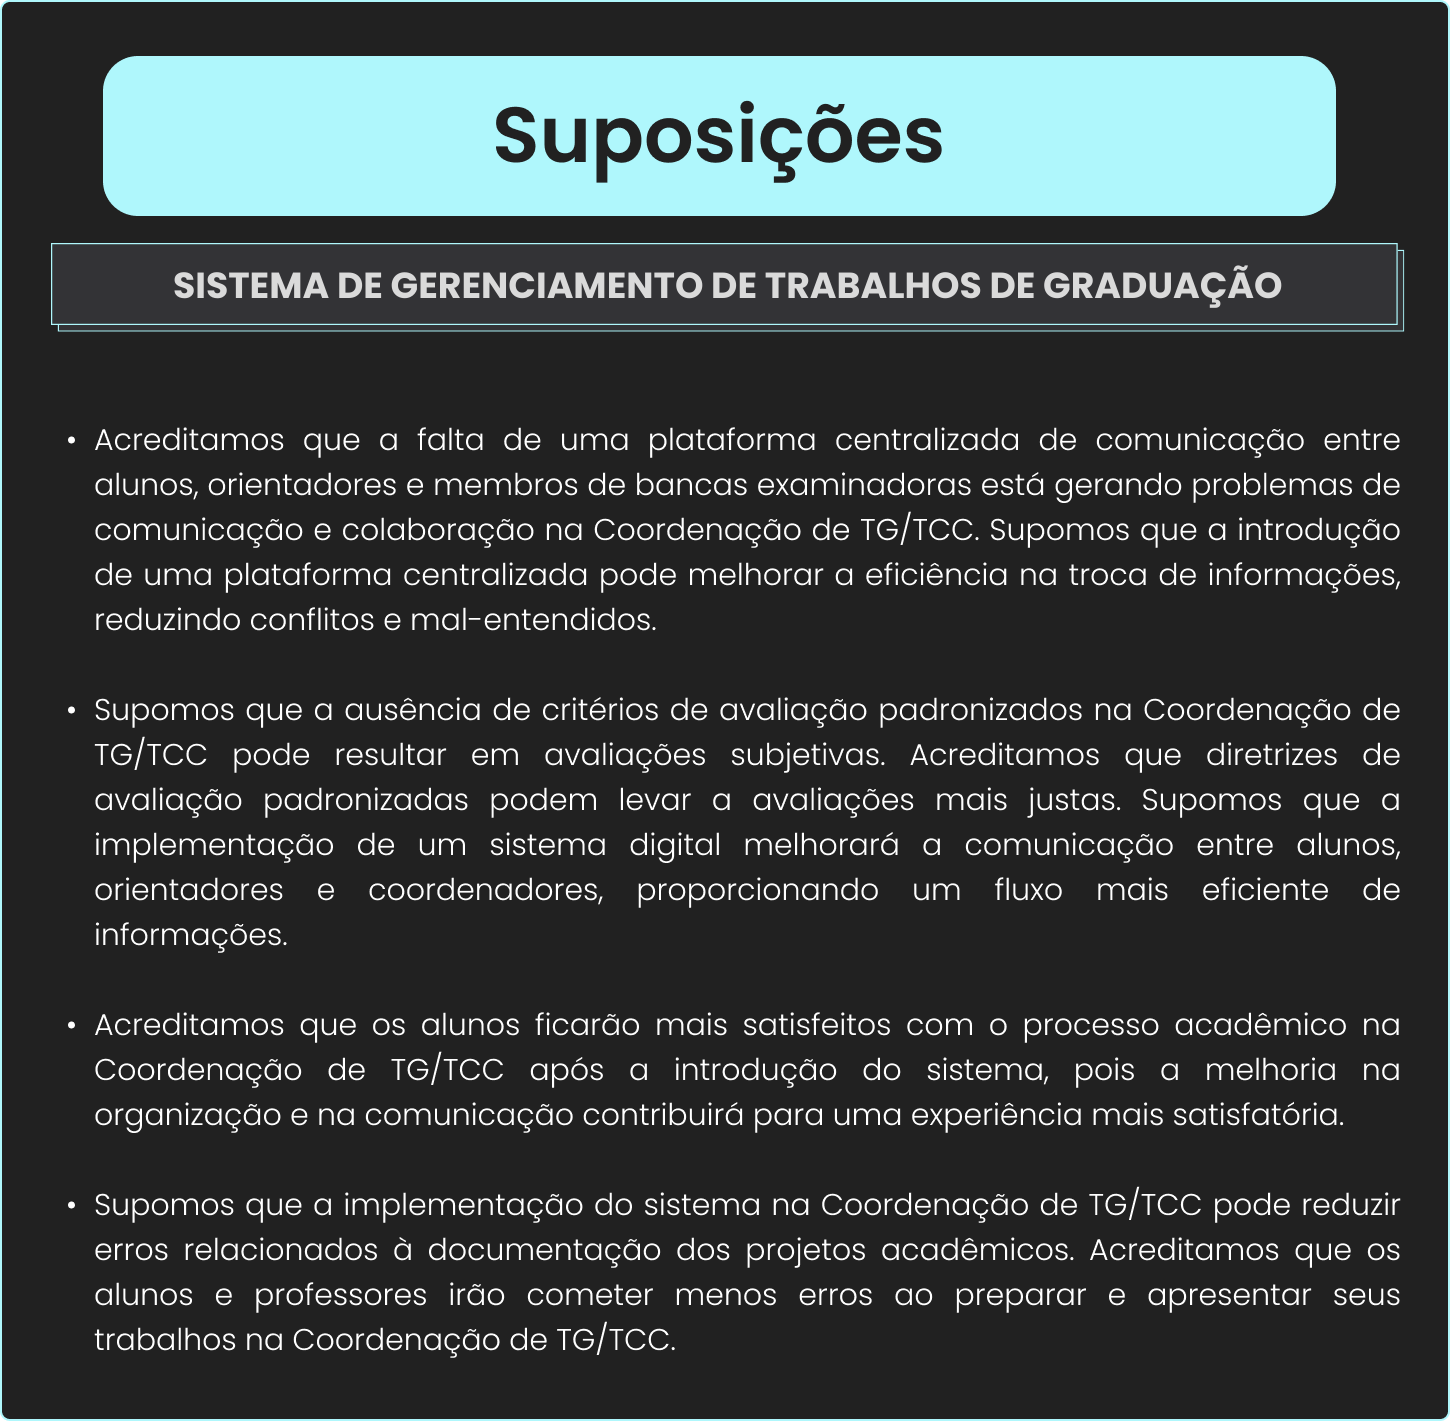 Suposições
SISTEMA DE GERENCIAMENTO DE TRABALHOS DE GRADUAÇÃO
• Acreditamos que a falta de uma plataforma centralizada de comunicação entre
alunos, orientadores e membros de bancas examinadoras está gerando problemas de
comunicação e colaboração na Coordenação de TG/TCC. Supomos que a introdução
de uma plataforma centralizada pode melhorar a eficiência na troca de informações,
reduzindo conflitos e mal-entendidos.
• Supomos que a ausência de critérios de avaliação padronizados na Coordenação de
TG/TCC pode resultar em avaliações subjetivas. Acreditamos que diretrizes de
avaliação padronizadas podem levar a avaliações mais justas. Supomos que a
implementação de um sistema digital melhorará a comunicação entre alunos,
orientadores e coordenadores, proporcionando um fluxo mais eficiente de
informações.
• Acreditamos que os alunos ficarão mais satisfeitos com o processo acadêmico na
Coordenação de TG/TCC após a introdução do sistema, pois a melhoria na
organização e na comunicação contribuirá para uma experiência mais satisfatória.
• Supomos que a implementação do sistema na Coordenação de TG/TCC pode reduzir
erros relacionados à documentação dos projetos acadêmicos. Acreditamos que os
alunos e professores irão cometer menos erros ao preparar e apresentar seus
trabalhos na Coordenação de TG/TCC.